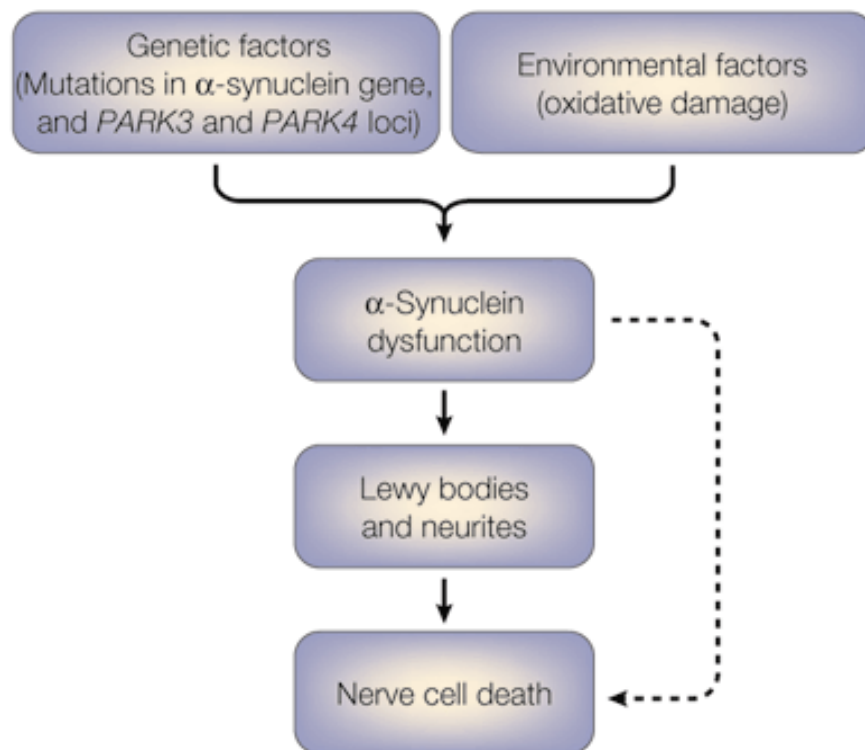 Genetic factors
(Mutations in α-synuclein gene,
and PARK3 and PARK4 loci)
Environmental factors
(oxidative damage)
α-Synuclein
dysfunction
Lewy bodies
and neurites
Nerve cell death